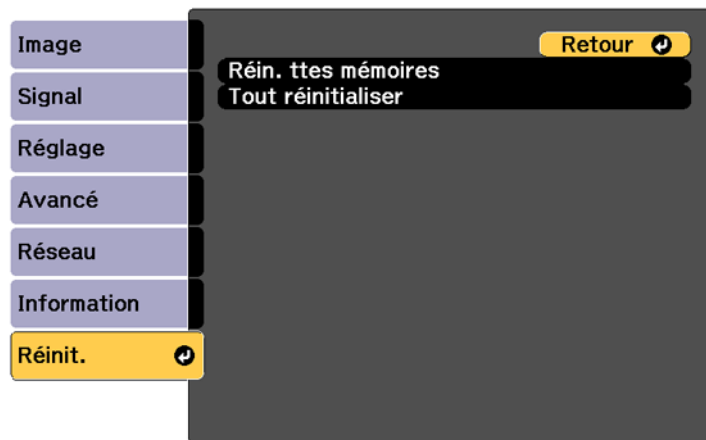 Image
Signal
Réglage
Avancé
Réseau
Information
Réinit.
Retour
Réin. ttes mémoires
Tout réinitialiser